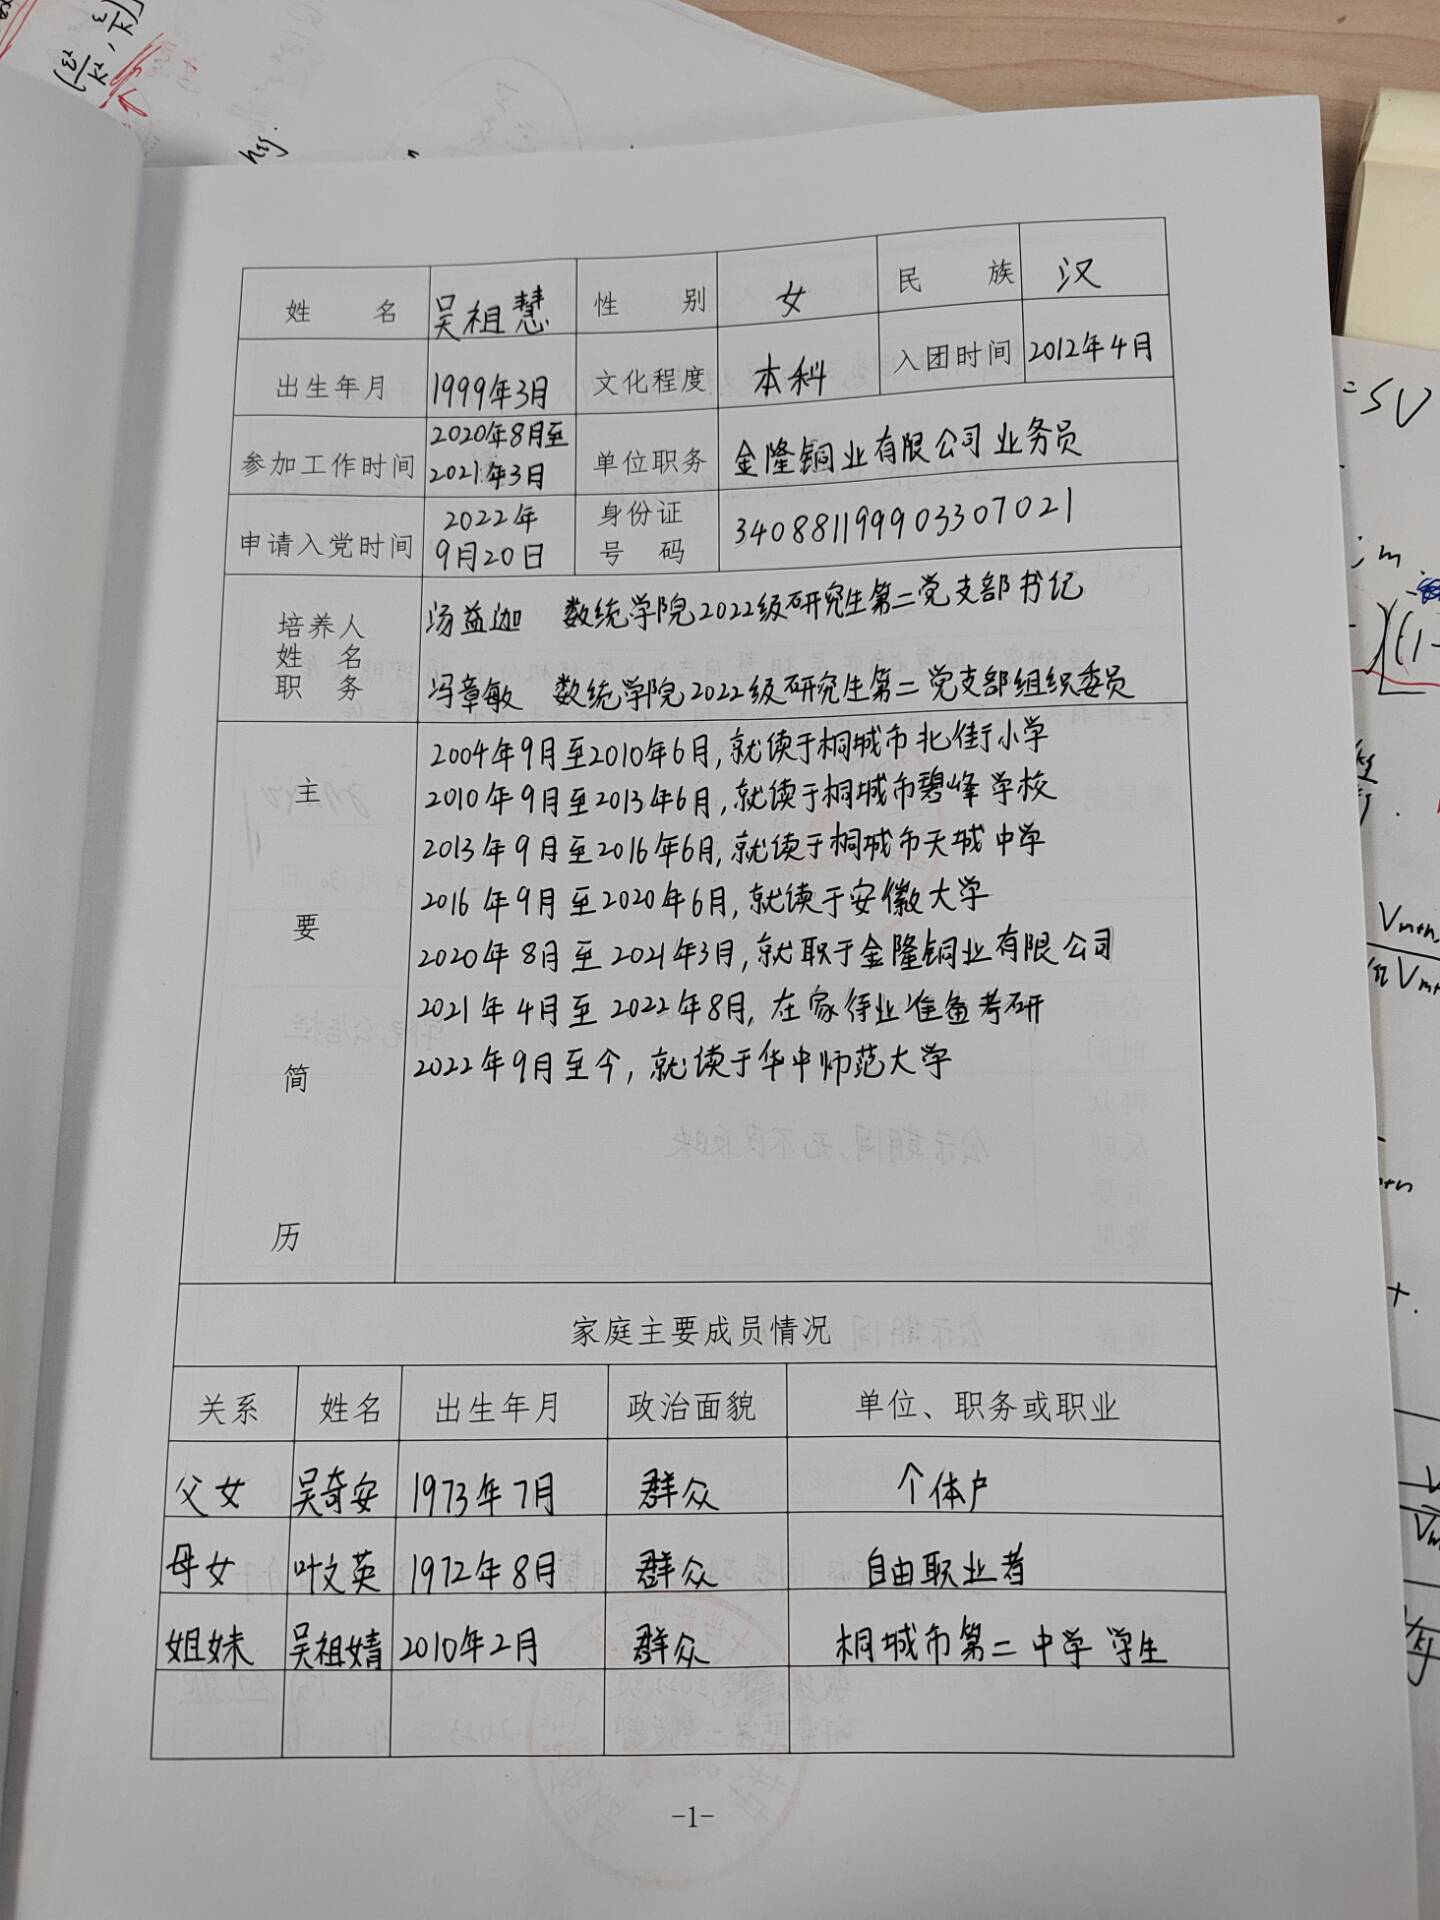 姓 名 吴祖慧 性 别 女 民 族 汉
出生年月 1999年3月 文化程度 本科 入团时间 2012年4月
参加工作时间 2020年8月至2021年3月 单位职务 金隆铜业有限公司业务员
申请入党时间 2022年9月20日 身份证号码 340881199903307021
培养人姓名职务
汤益迦 数统学院2022级研究生第二党支部书记
冯章敏 数统学院2022级研究生第二党支部组织委员
主要简历
2004年9月至2010年6月,就读于桐城市北街小学
2010年9月至2013年6月,就读于桐城市碧峰学校
2013年9月至2016年6月,就读于桐城市天城中学
2016年9月至2020年6月,就读于安徽大学
2020年8月至2021年3月,就职于金隆铜业有限公司
2021年4月至2022年8月,在家待业准备考研
2022年9月至今,就读于华中师范大学
家庭主要成员情况
关系 姓名 出生年月 政治面貌 单位、职务或职业
父女 吴奇安 1973年7月 群众 个体户
母女 叶文英 1972年8月 群众 自由职业者
姐妹 吴祖婧 2010年2月 群众 桐城市第二中学 学生
-1-